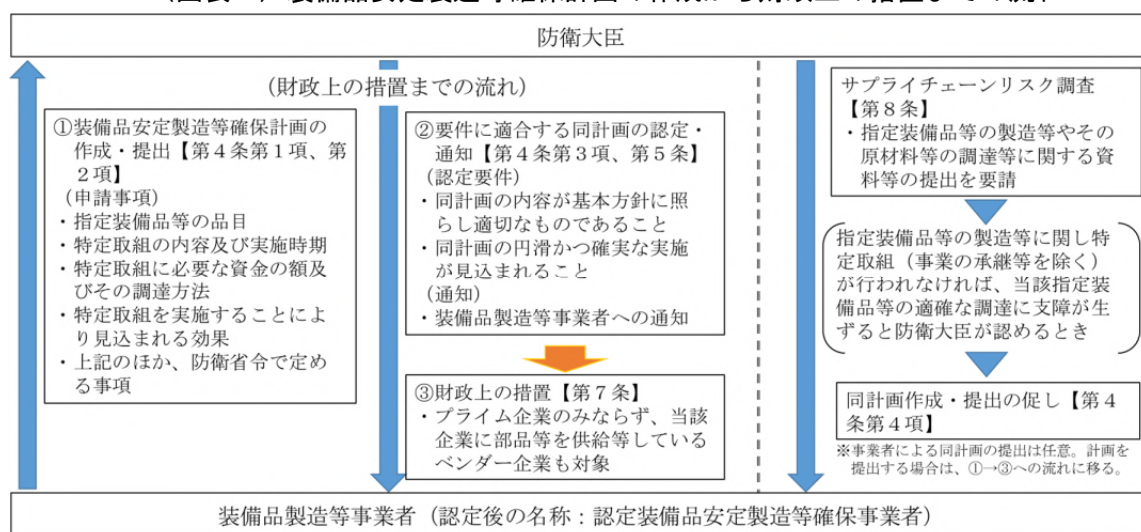 防衛大臣
(財政上の措置までの流れ)
①装備品安定製造等確保計画の
作成・提出【第4条第1項、第
2項】
(申請事項)
・指定装備品等の品目
・特定取組の内容及び実施時期
・特定取組に必要な資金の額及
びその調達方法
・特定取組を実施することによ
り見込まれる効果
・上記のほか、防衛省令で定め
る事項
②要件に適合する同計画の認定・
通知【第4条第3項、第5条】
(認定要件)
・同計画の内容が基本方針に照
らし適切なものであること
・同計画の円滑かつ確実な実施
が見込まれること
(通知)
・装備品製造等事業者への通知
③財政上の措置【第7条】
・プライム企業のみならず、当該
企業に部品等を供給等している
ベンダー企業も対象
サプライチェーンリスク調査
【第8条】
・指定装備品等の製造等やその
原材料等の調達等に関する資
料等の提出を要請
指定装備品等の製造等に関し特
定取組(事業の承継等を除く)
が行われなければ、当該指定装
備品等の適確な調達に支障が生
ずると防衛大臣が認めるとき
同計画作成・提出の促し【第4
条第4項】
※事業者による同計画の提出は任意。計画を
提出する場合は、①→③への流れに移る。
装備品製造等事業者(認定後の名称:認定装備品安定製造等確保事業者)